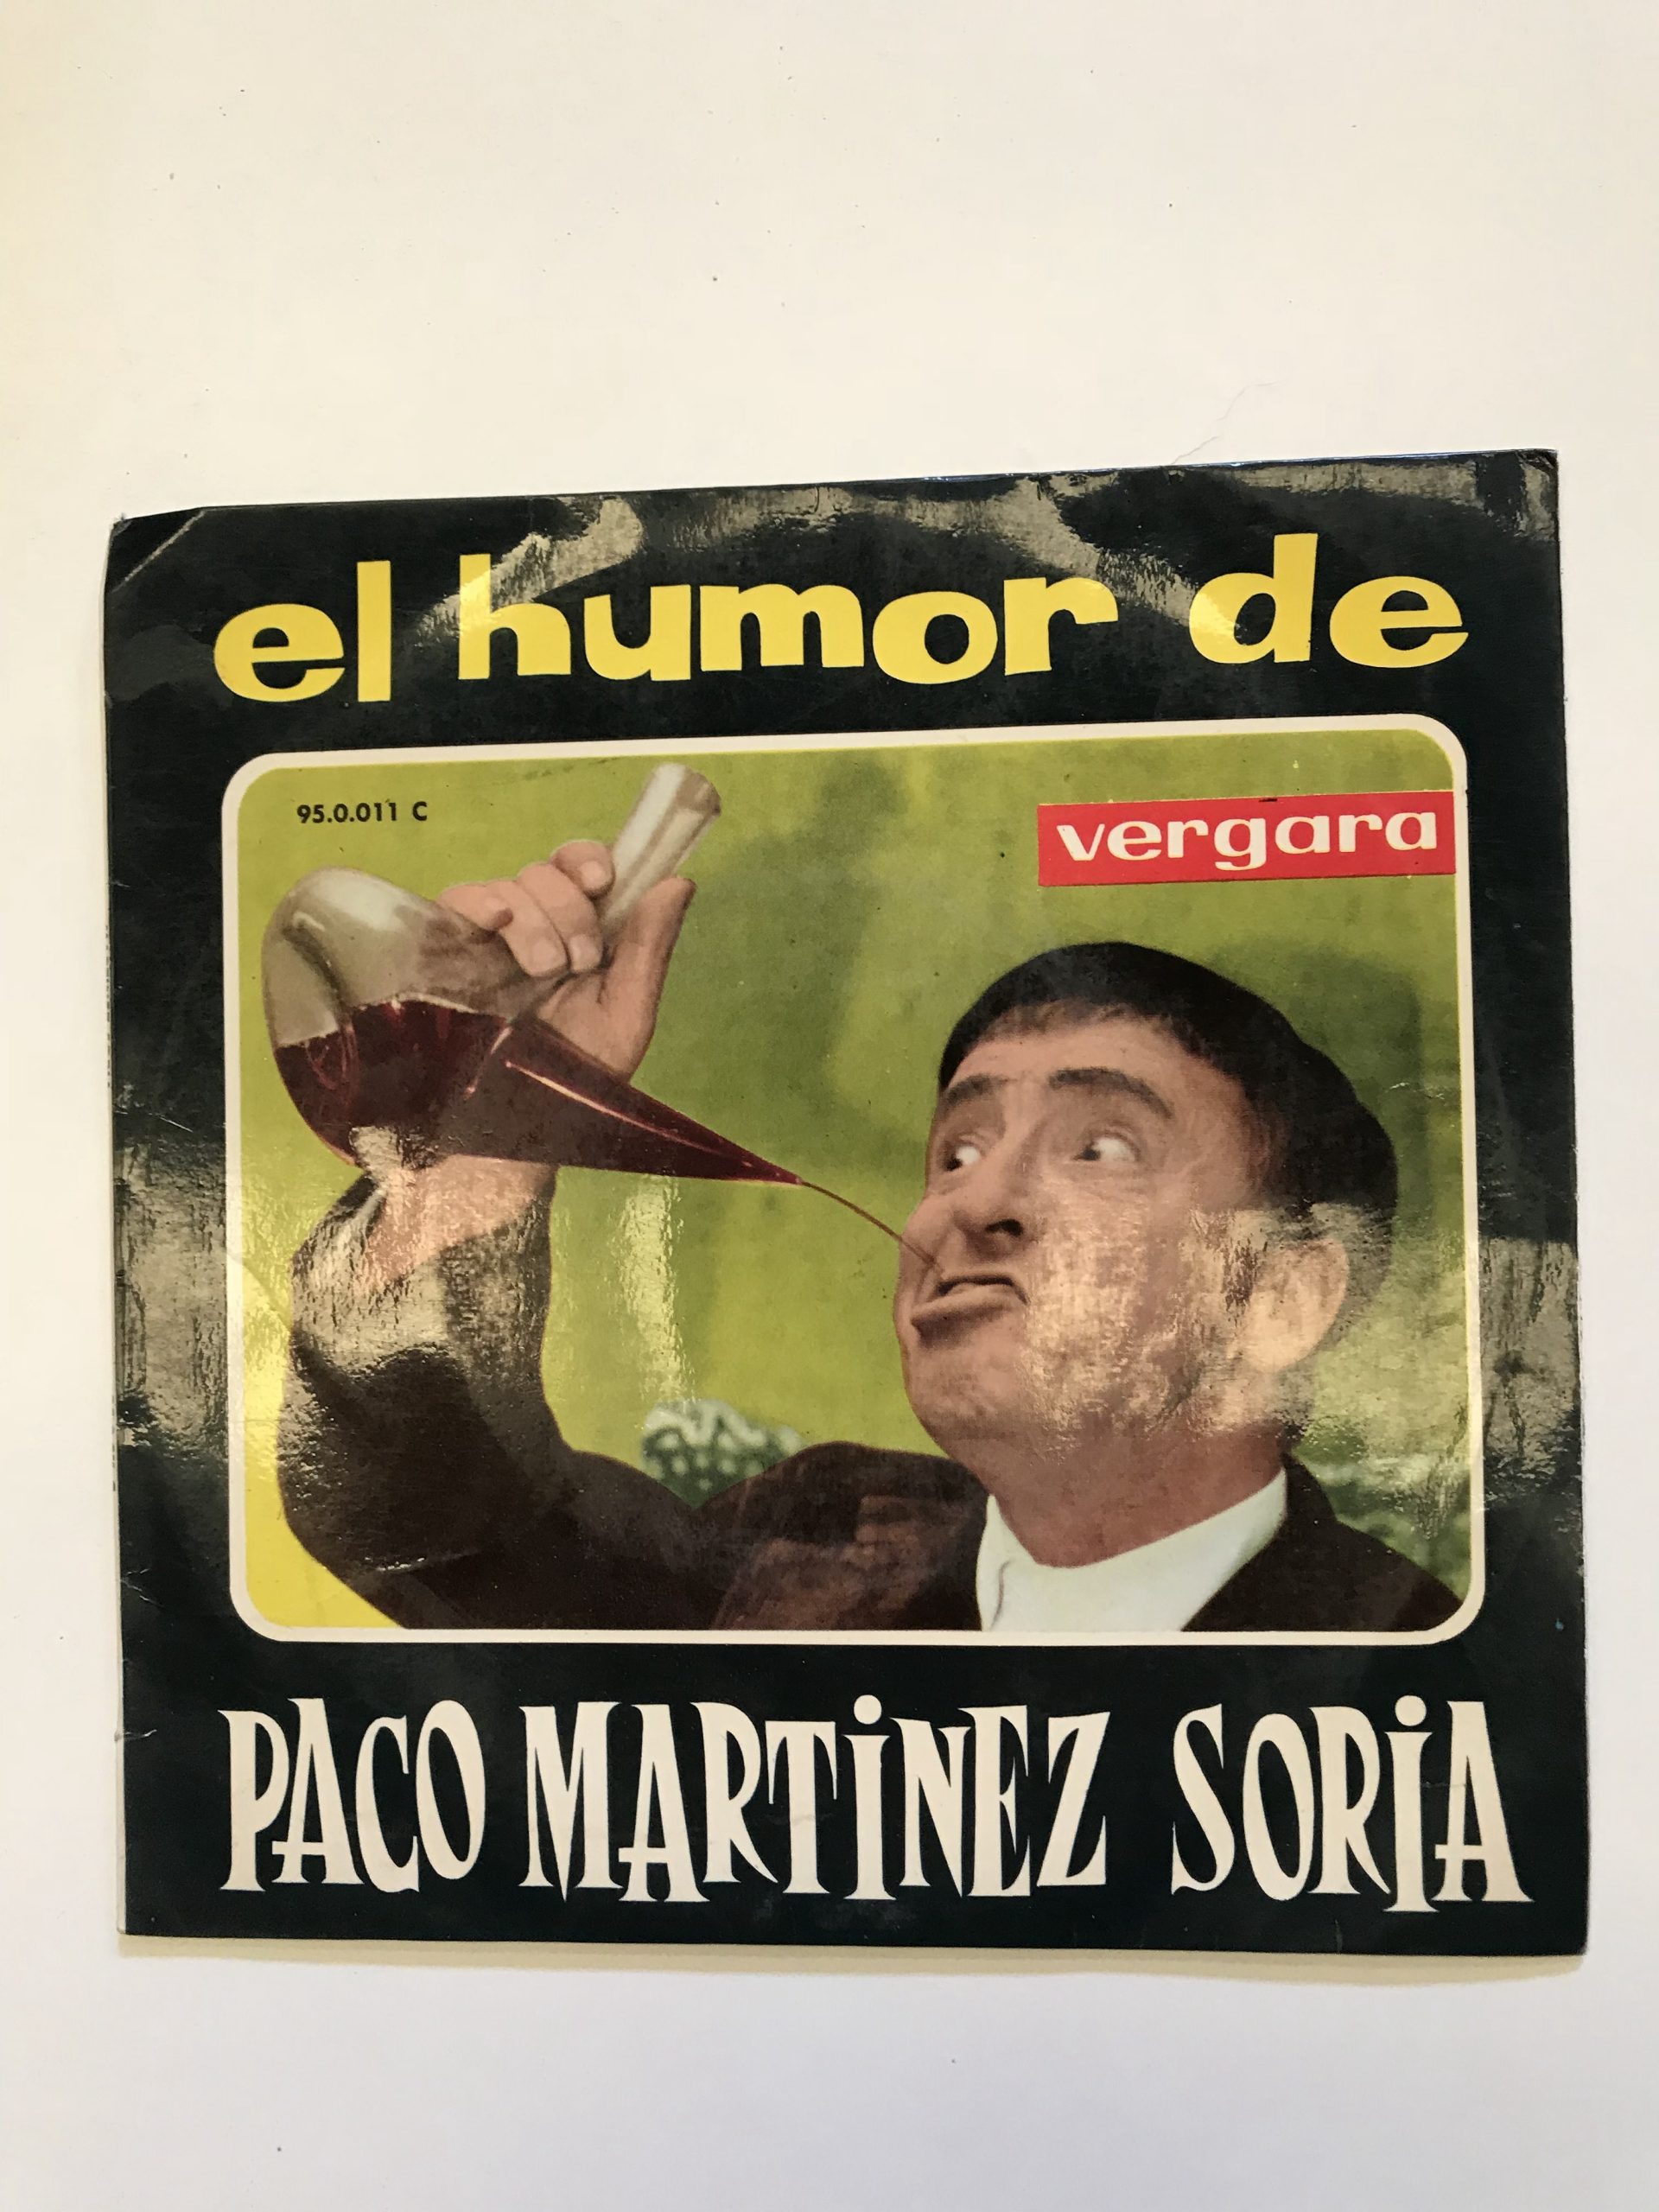 el humor de
95.0.011 C
vergara
PACO MARTiNEZ SORiA